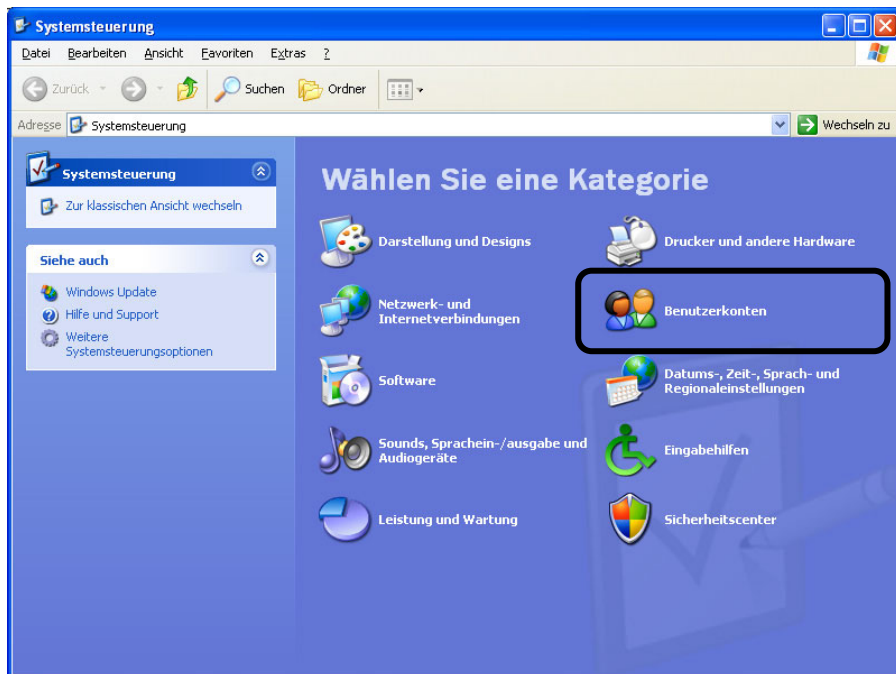 Systemsteuerung
Datei Bearbeiten Ansicht Favoriten Extras ?
Zurück Suchen Ordner
Adresse Systemsteuerung Wechseln zu
Systemsteuerung
Zur klassischen Ansicht wechseln
Siehe auch
Windows Update
Hilfe und Support
Weitere
Systemsteuerungsoptionen
Wählen Sie eine Kategorie
Darstellung und Designs
Drucker und andere Hardware
Netzwerk- und
Internetverbindungen
Benutzerkonten
Software
Datums-, Zeit-, Sprach- und
Regionaleinstellungen
Sounds, Sprachein-/ausgabe und
Audiogeräte
Eingabehilfen
Leistung und Wartung
Sicherheitscenter